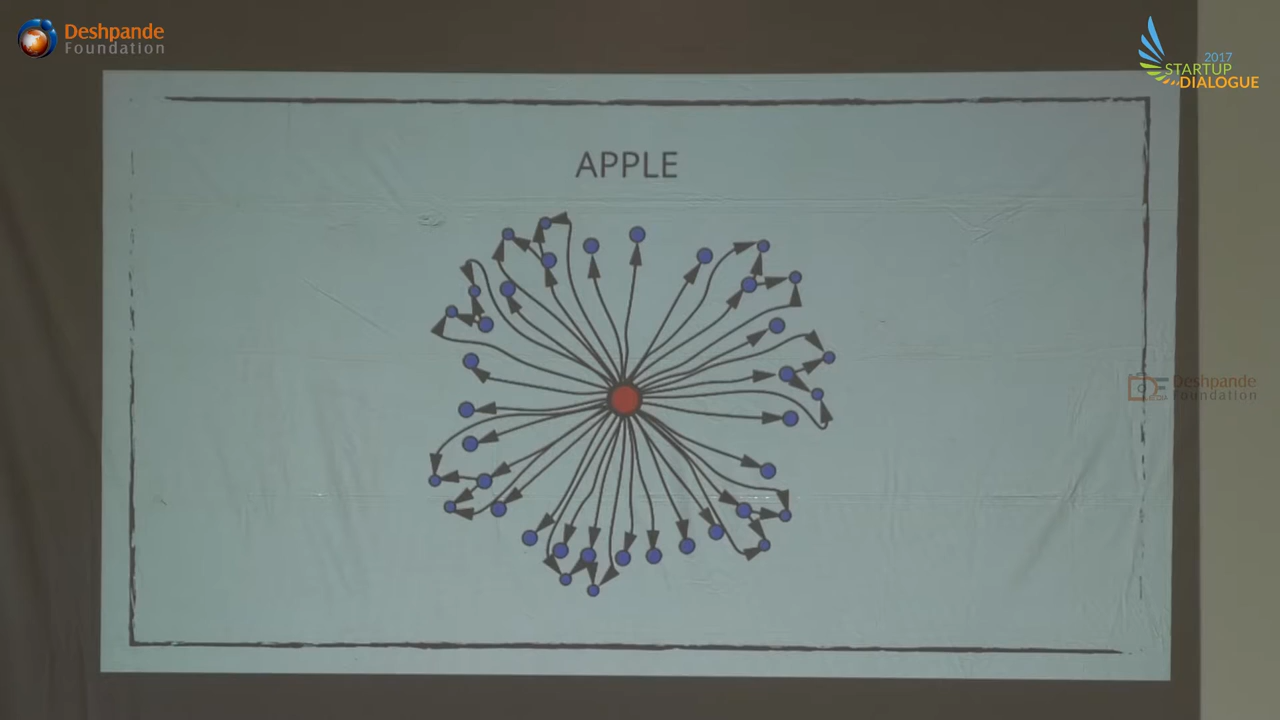 Deshpande
Foundation
2017
STARTUP
DIALOGUE
APPLE
Deshpande
Foundation